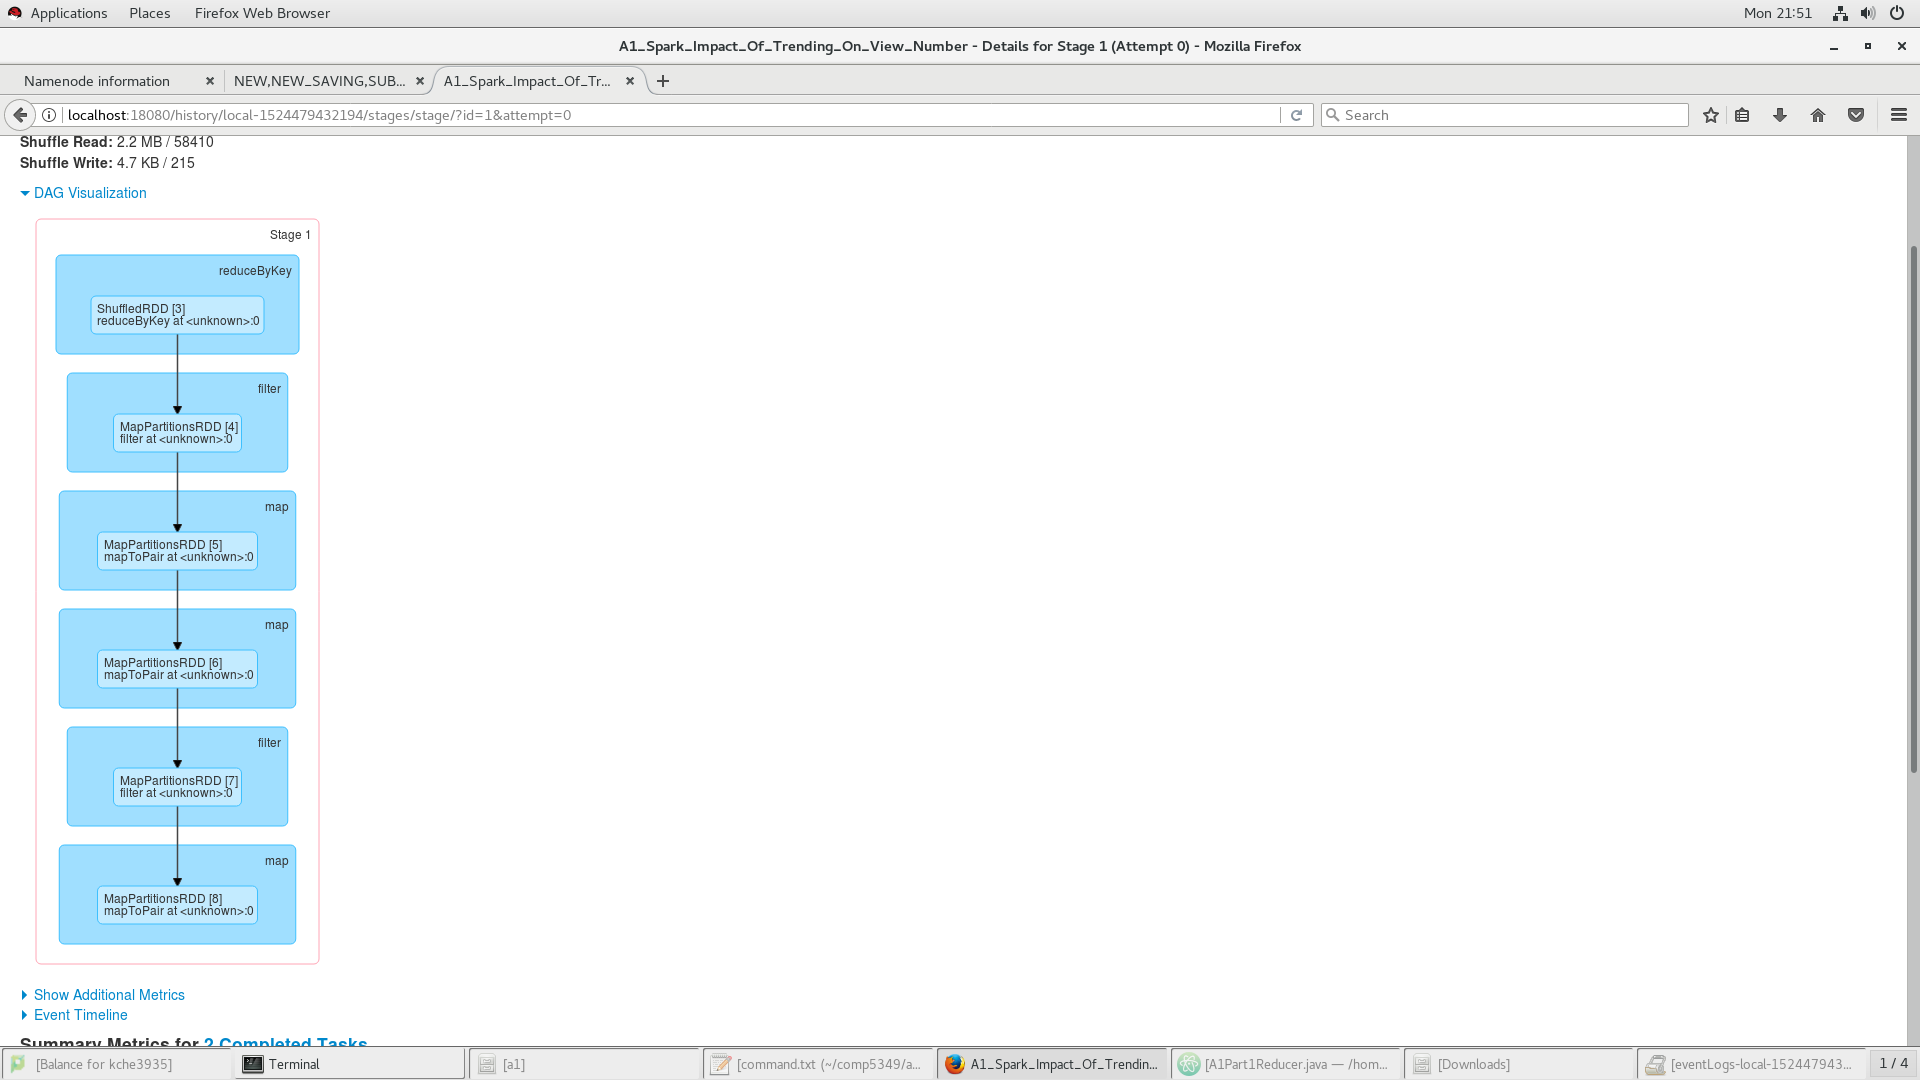 Applications Places Firefox Web Browser Mon 21:51
A1_Spark_Impact_Of_Trending_On_View_Number - Details for Stage 1 (Attempt 0) - Mozilla Firefox
Namenode information NEW,NEW_SAVING,SUB... A1_Spark_Impact_Of_Tr...
localhost:18080/history/local-1524479432194/stages/stage/?id=1&attempt=0 Search
Shuffle Read: 2.2 MB / 58410
Shuffle Write: 4.7 KB / 215
DAG Visualization
Stage 1
reduceByKey
ShuffledRDD [3]
reduceByKey at <unknown>:0
filter
MapPartitionsRDD [4]
filter at <unknown>:0
map
MapPartitionsRDD [5]
mapToPair at <unknown>:0
map
MapPartitionsRDD [6]
mapToPair at <unknown>:0
filter
MapPartitionsRDD [7]
filter at <unknown>:0
map
MapPartitionsRDD [8]
mapToPair at <unknown>:0
Show Additional Metrics
Event Timeline
Summary Metrics for 2 Completed Tasks
[Balance for kche3935] Terminal [a1] [command.txt (~/comp5349/a... A1_Spark_Impact_Of_Trendin... [A1Part1Reducer.java — /hom... [Downloads] [eventLogs-local-152447943... 1 / 4